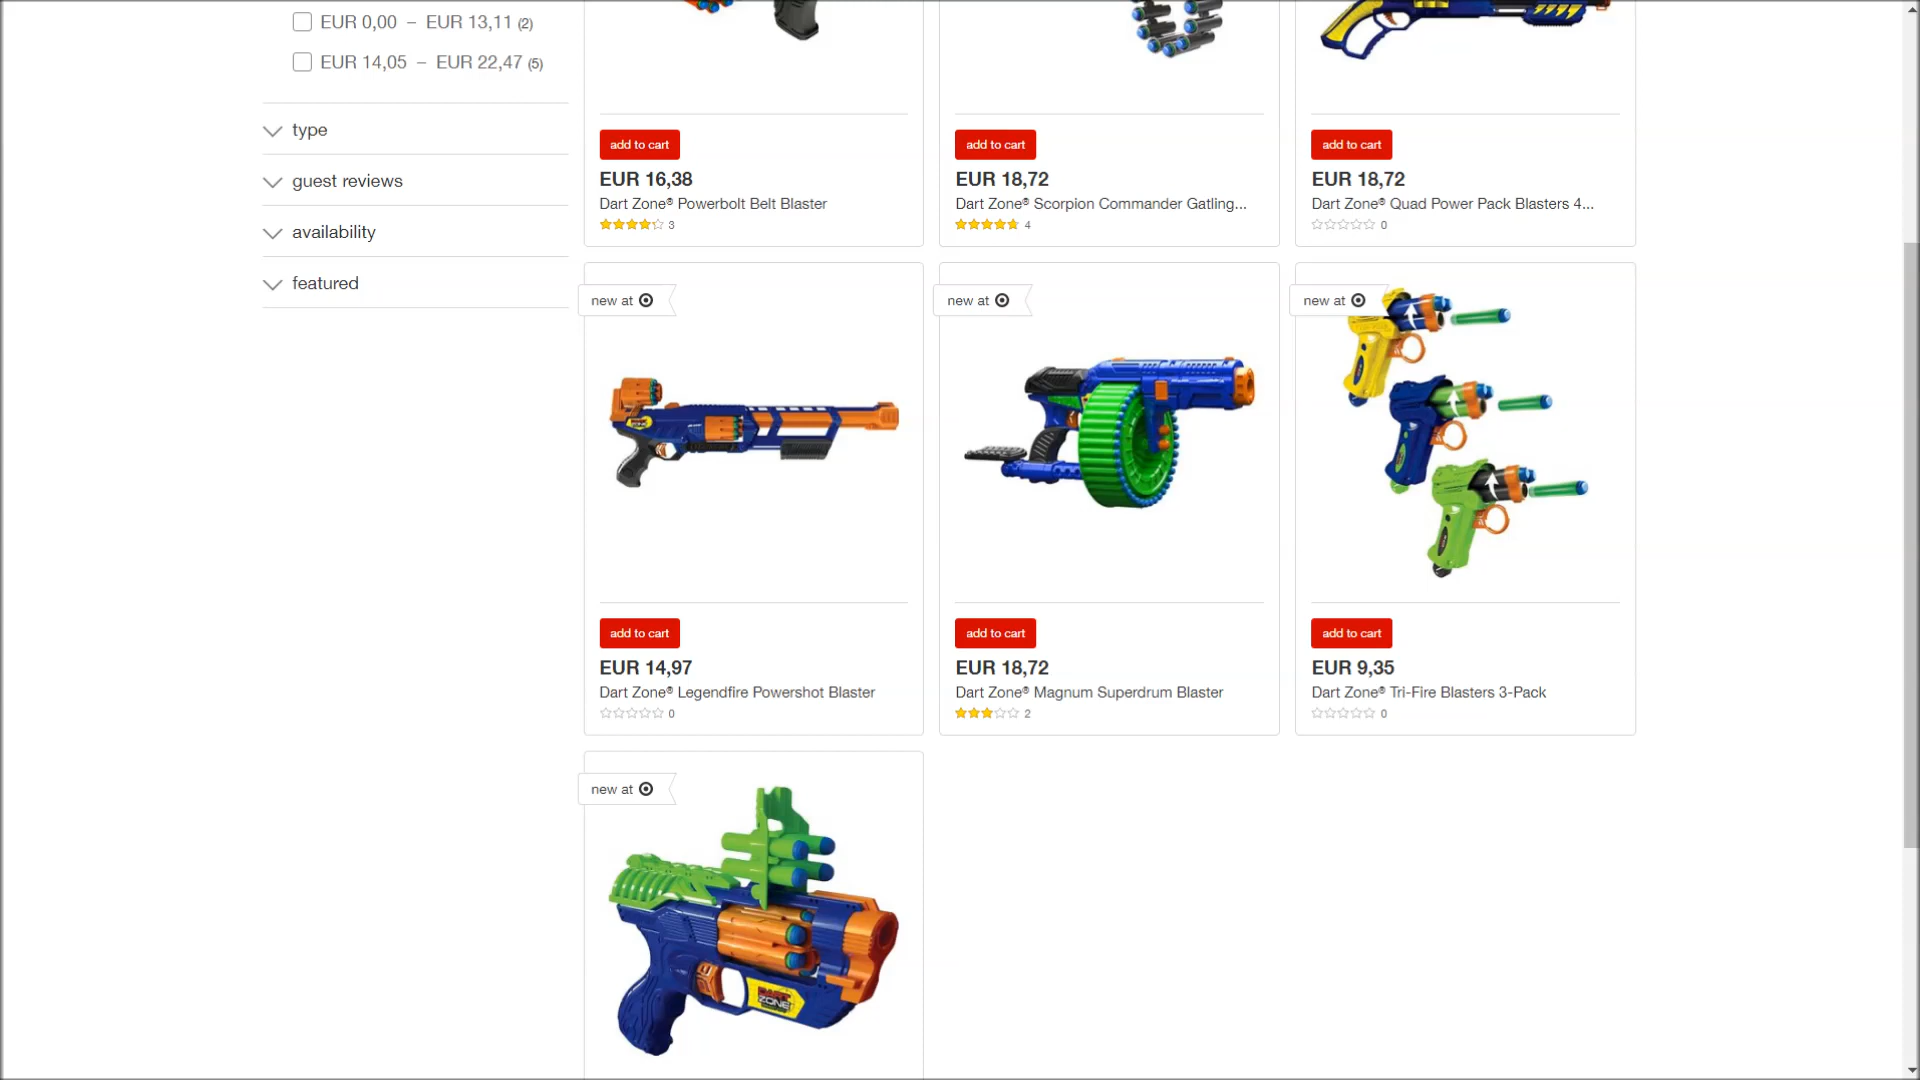 EUR 0,00 – EUR 13,11 (2)
EUR 14,05 – EUR 22,47 (5)
type
guest reviews
availability
featured
add to cart
EUR 16,38
Dart Zone® Powerbolt Belt Blaster
3
add to cart
EUR 18,72
Dart Zone® Scorpion Commander Gatling...
4
add to cart
EUR 18,72
Dart Zone® Quad Power Pack Blasters 4...
0
new at
add to cart
EUR 14,97
Dart Zone® Legendfire Powershot Blaster
0
new at
add to cart
EUR 18,72
Dart Zone® Magnum Superdrum Blaster
2
new at
add to cart
EUR 9,35
Dart Zone® Tri-Fire Blasters 3-Pack
0
new at
DART
ZONE